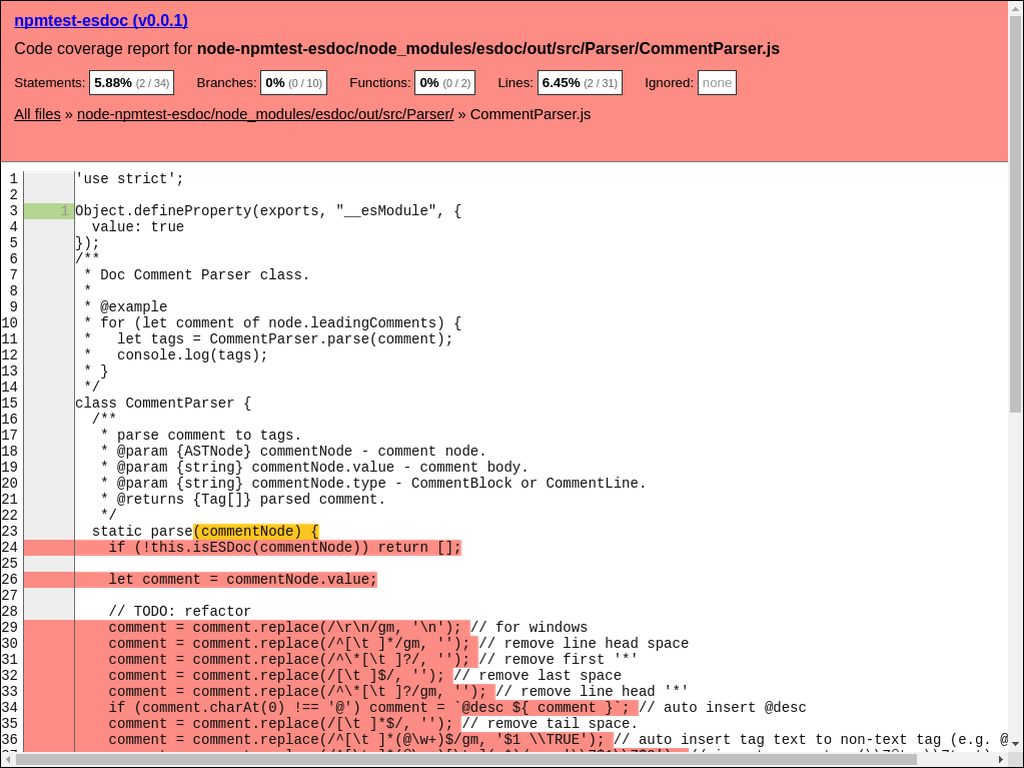 npmtest-esdoc (v0.0.1)
Code coverage report for node-npmtest-esdoc/node_modules/esdoc/out/src/Parser/CommentParser.js
Statements: 5.88% (2 / 34) Branches: 0% (0 / 10) Functions: 0% (0 / 2) Lines: 6.45% (2 / 31) Ignored: none
All files » node-npmtest-esdoc/node_modules/esdoc/out/src/Parser/ » CommentParser.js
1 'use strict';
2
3 1 Object.defineProperty(exports, "__esModule", {
4   value: true
5 });
6 /**
7  * Doc Comment Parser class.
8  *
9  * @example
10  * for (let comment of node.leadingComments) {
11  *   let tags = CommentParser.parse(comment);
12  *   console.log(tags);
13  * }
14  */
15 class CommentParser {
16   /**
17    * parse comment to tags.
18    * @param {ASTNode} commentNode - comment node.
19    * @param {string} commentNode.value - comment body.
20    * @param {string} commentNode.type - CommentBlock or CommentLine.
21    * @returns {Tag[]} parsed comment.
22    */
23   static parse(commentNode) {
24     if (!this.isESDoc(commentNode)) return [];
25
26     let comment = commentNode.value;
27
28     // TODO: refactor
29     comment = comment.replace(/\r\n/gm, '\n'); // for windows
30     comment = comment.replace(/^[\t ]*/gm, ''); // remove line head space
31     comment = comment.replace(/^\*[\t ]?/, ''); // remove first '*'
32     comment = comment.replace(/[\t ]$/, ''); // remove last space
33     comment = comment.replace(/^\*[\t ]?/gm, ''); // remove line head '*'
34     if (comment.charAt(0) !== '@') comment = `@desc ${ comment }`; // auto insert @desc
35     comment = comment.replace(/[\t ]*$/, ''); // remove tail space.
36     comment = comment.replace(/^[\t ]*(@\w+)$/gm, '$1 \\TRUE'); // auto insert tag text to non-text tag (e.g. @